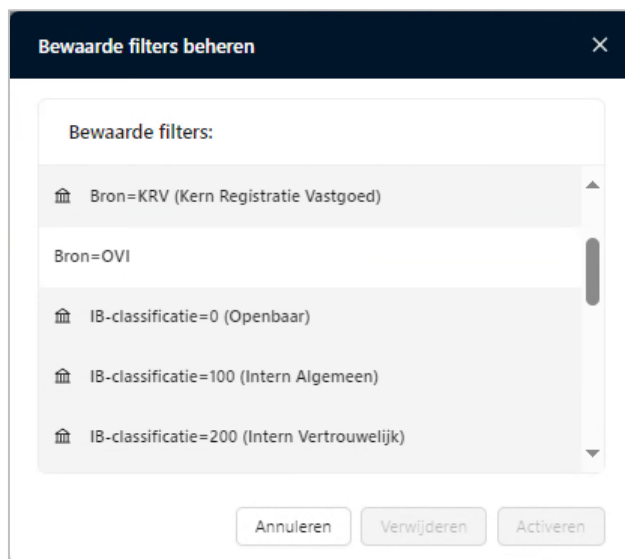 Bewaarde filters beheren
Bewaarde filters:
Bron=KRV (Kern Registratie Vastgoed)
Bron=OVI
IB-classificatie=0 (Openbaar)
IB-classificatie=100 (Intern Algemeen)
IB-classificatie=200 (Intern Vertrouwelijk)
Annuleren Verwijderen Activeren